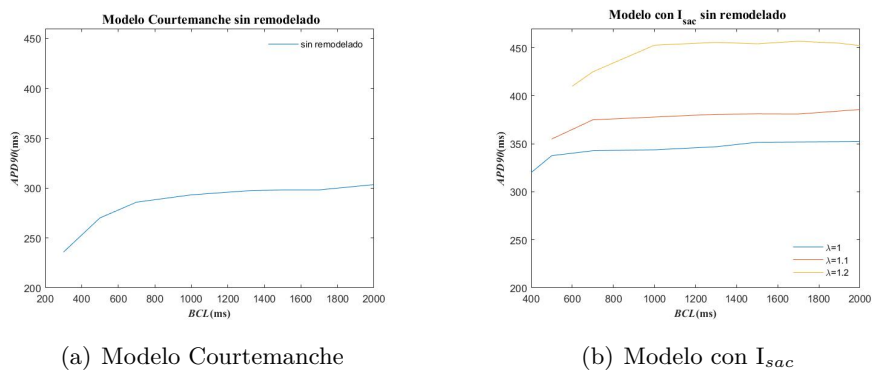 Modelo Courtemanche sin remodelado
sin remodelado
APD90(ms)
450
400
350
300
250
200
200 400 600 800 1000 1200 1400 1600 1800 2000
BCL(ms)
(a) Modelo Courtemanche
Modelo con I_sac sin remodelado
APD90(ms)
450
400
350
300
250
200
λ=1
λ=1.1
λ=1.2
400 600 800 1000 1200 1400 1600 1800 2000
BCL(ms)
(b) Modelo con I_sac